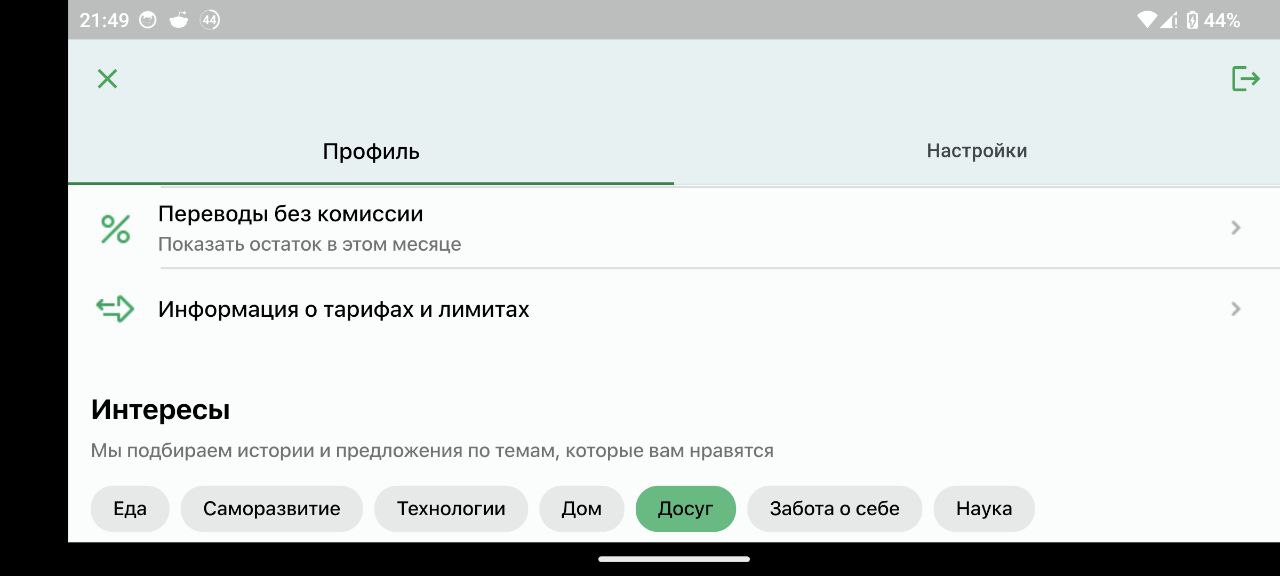 21:49 44 44%
Профиль Настройки
Переводы без комиссии
Показать остаток в этом месяце
Информация о тарифах и лимитах
Интересы
Мы подбираем истории и предложения по темам, которые вам нравятся
Еда Саморазвитие Технологии Дом Досуг Забота о себе Наука